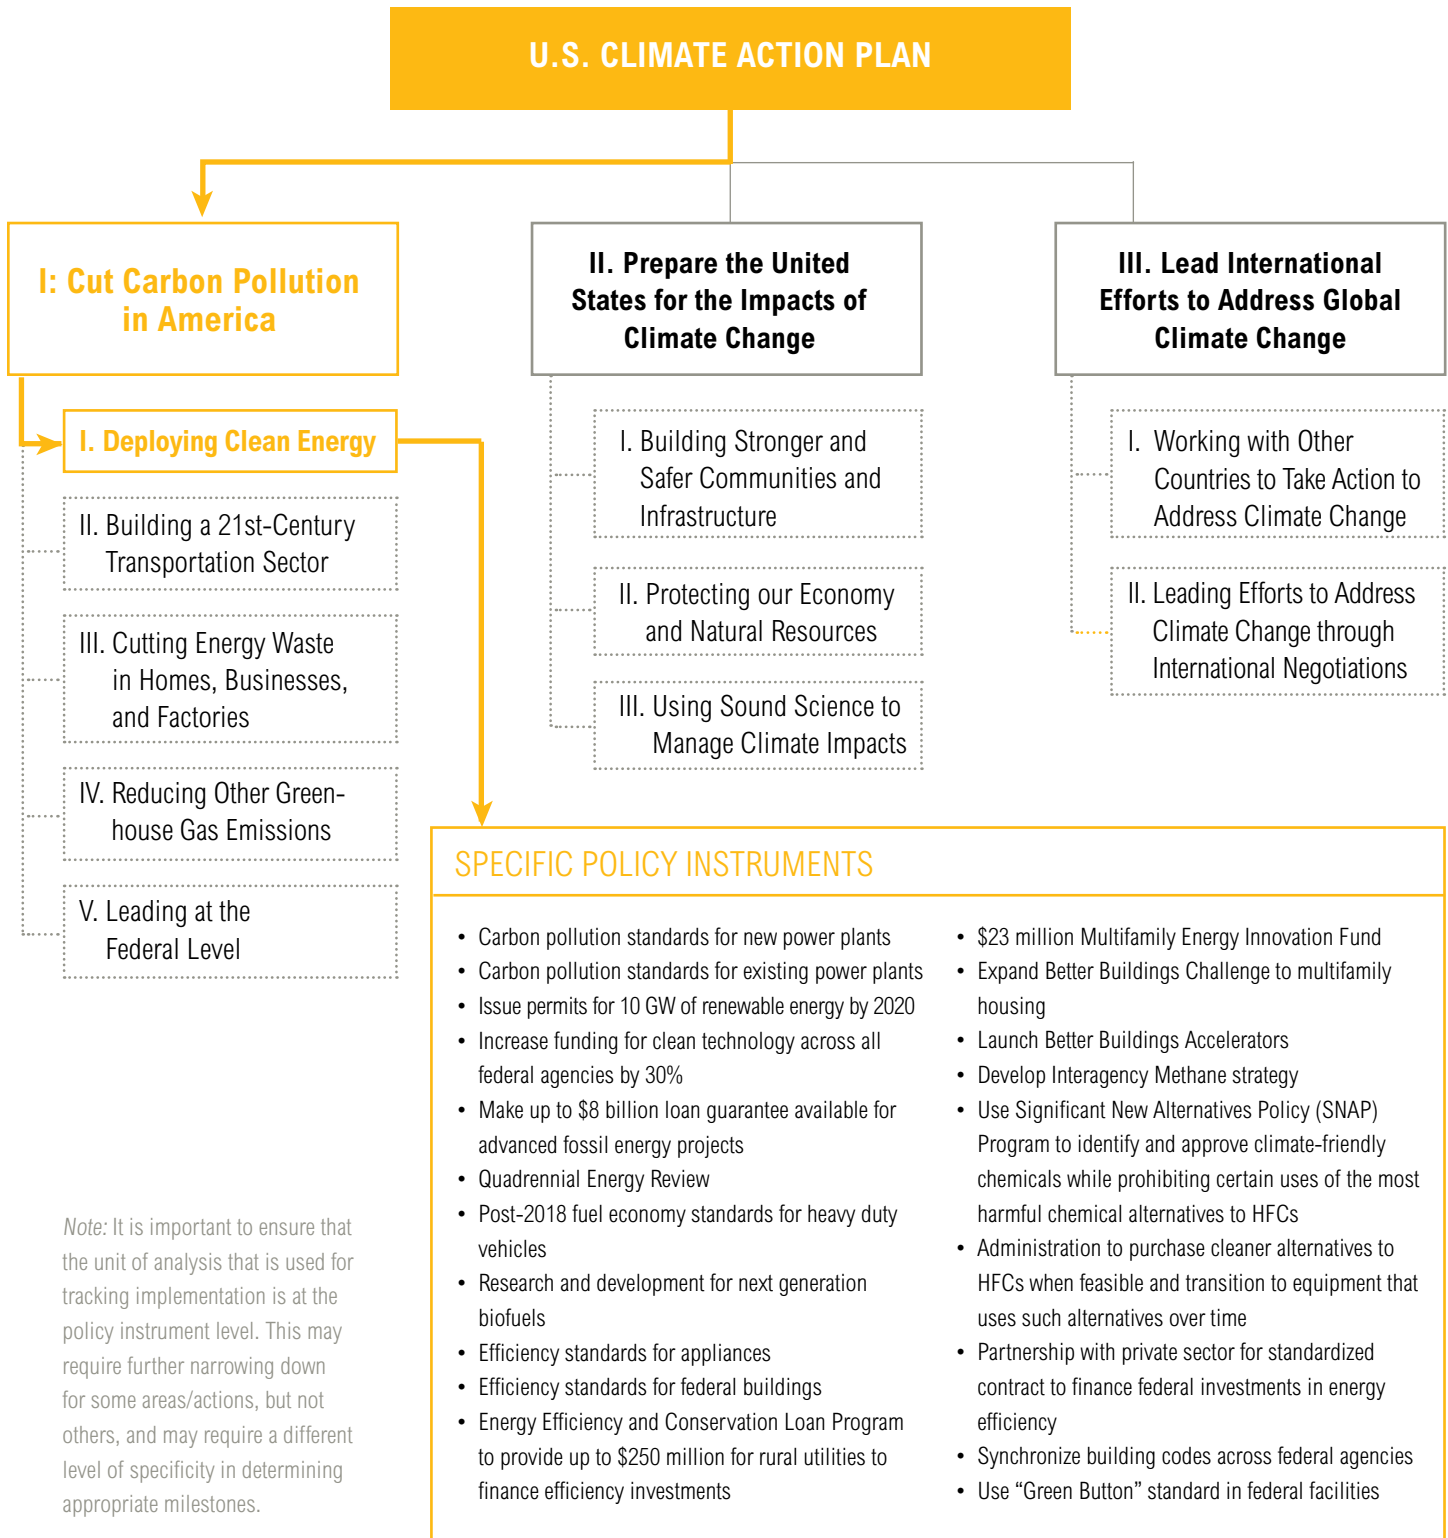 U.S. CLIMATE ACTION PLAN
I: Cut Carbon Pollution
in America
I. Deploying Clean Energy
II. Building a 21st-Century
Transportation Sector
III. Cutting Energy Waste
in Homes, Businesses,
and Factories
IV. Reducing Other Green-
house Gas Emissions
V. Leading at the
Federal Level
II. Prepare the United
States for the Impacts of
Climate Change
I. Building Stronger and
Safer Communities and
Infrastructure
II. Protecting our Economy
and Natural Resources
III. Using Sound Science to
Manage Climate Impacts
III. Lead International
Efforts to Address Global
Climate Change
I. Working with Other
Countries to Take Action to
Address Climate Change
II. Leading Efforts to Address
Climate Change through
International Negotiations
SPECIFIC POLICY INSTRUMENTS
• Carbon pollution standards for new power plants
• Carbon pollution standards for existing power plants
• Issue permits for 10 GW of renewable energy by 2020
• Increase funding for clean technology across all
federal agencies by 30%
• Make up to $8 billion loan guarantee available for
advanced fossil energy projects
• Quadrennial Energy Review
• Post-2018 fuel economy standards for heavy duty
vehicles
• Research and development for next generation
biofuels
• Efficiency standards for appliances
• Efficiency standards for federal buildings
• Energy Efficiency and Conservation Loan Program
to provide up to $250 million for rural utilities to
finance efficiency investments
• $23 million Multifamily Energy Innovation Fund
• Expand Better Buildings Challenge to multifamily
housing
• Launch Better Buildings Accelerators
• Develop Interagency Methane strategy
• Use Significant New Alternatives Policy (SNAP)
Program to identify and approve climate-friendly
chemicals while prohibiting certain uses of the most
harmful chemical alternatives to HFCs
• Administration to purchase cleaner alternatives to
HFCs when feasible and transition to equipment that
uses such alternatives over time
• Partnership with private sector for standardized
contract to finance federal investments in energy
efficiency
• Synchronize building codes across federal agencies
• Use “Green Button” standard in federal facilities
Note: It is important to ensure that
the unit of analysis that is used for
tracking implementation is at the
policy instrument level. This may
require further narrowing down
for some areas/actions, but not
others, and may require a different
level of specificity in determining
appropriate milestones.